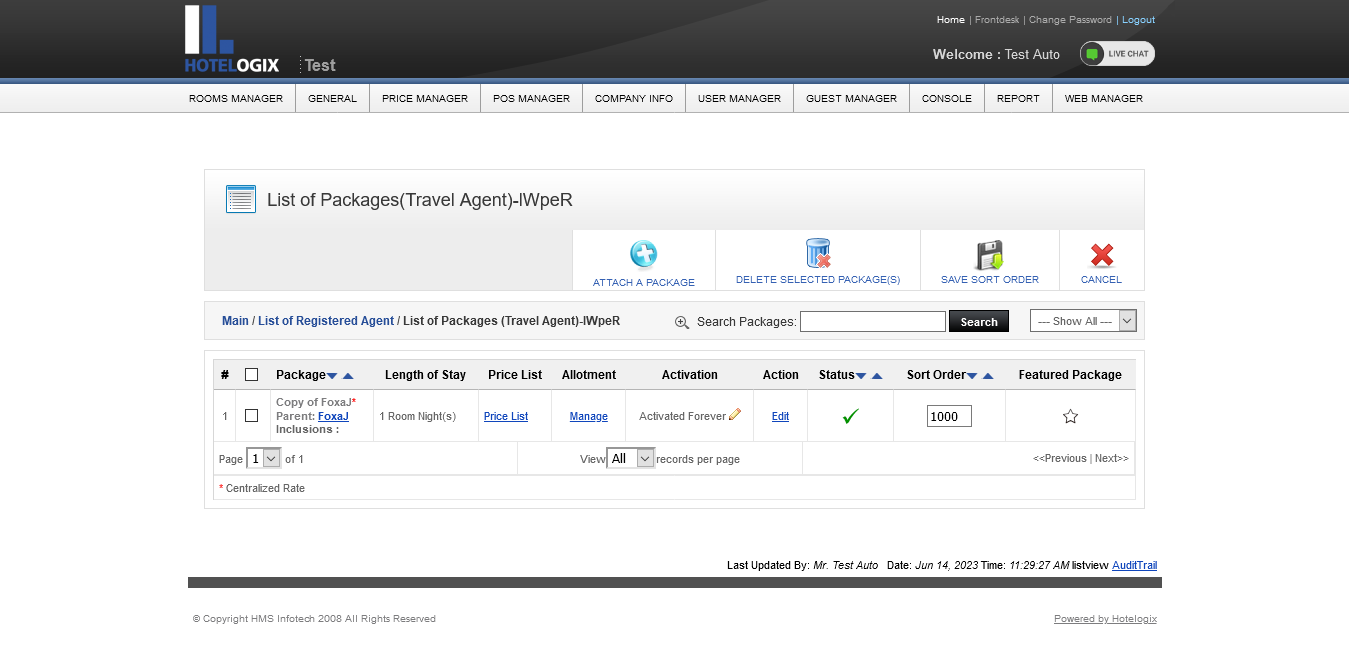 Home | Frontdesk | Change Password | Logout
HOTELOGIX Test
Welcome : Test Auto LIVE CHAT
ROOMS MANAGER GENERAL PRICE MANAGER POS MANAGER COMPANY INFO USER MANAGER GUEST MANAGER CONSOLE REPORT WEB MANAGER
List of Packages(Travel Agent)-lWpeR
ATTACH A PACKAGE DELETE SELECTED PACKAGE(S) SAVE SORT ORDER CANCEL
Main / List of Registered Agent / List of Packages (Travel Agent)-lWpeR Search Packages: Search --- Show All ---
# Package Length of Stay Price List Allotment Activation Action Status Sort Order Featured Package
Copy of FoxaJ*
1 Parent: FoxaJ 1 Room Night(s) Price List Manage Activated Forever Edit 1000
Inclusions :
Page 1 of 1 View All records per page <<Previous | Next>>
* Centralized Rate
Last Updated By: Mr. Test Auto Date: Jun 14, 2023 Time: 11:29:27 AM listview AuditTrail
© Copyright HMS Infotech 2008 All Rights Reserved Powered by Hotelogix